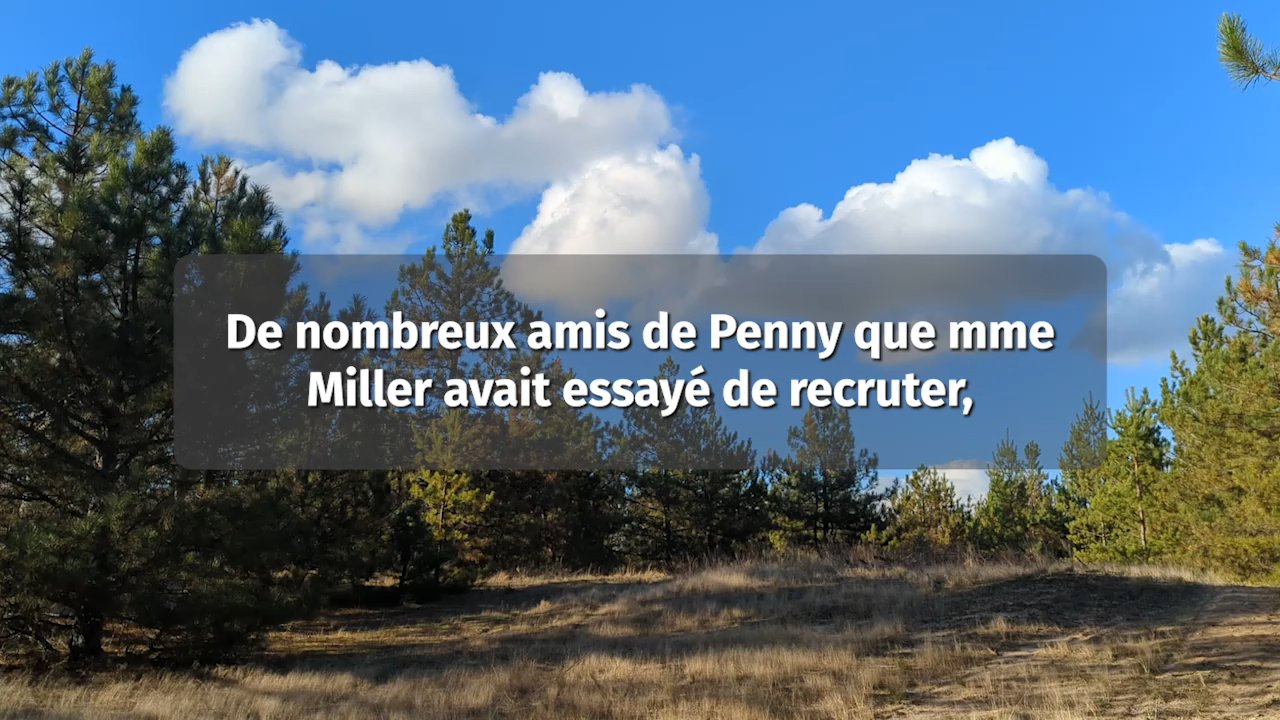 De nombreux amis de Penny que mme
Miller avait essayé de recruter,